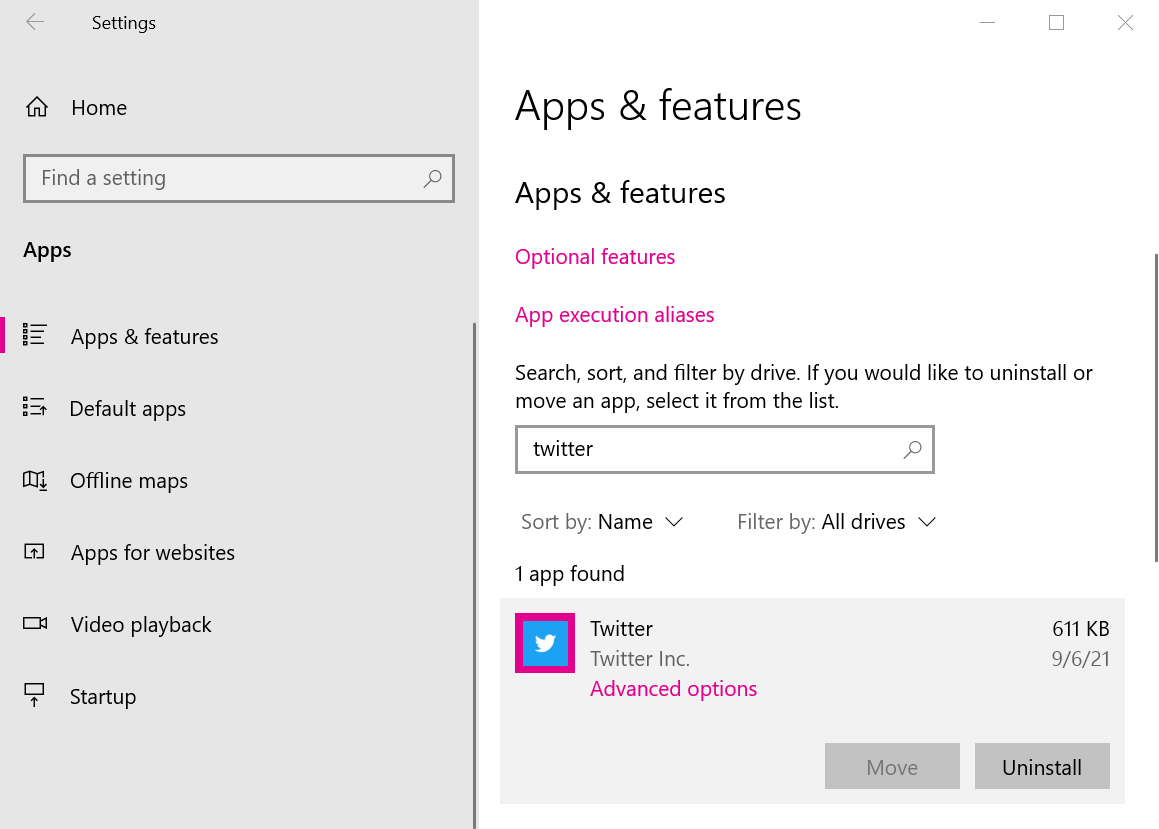 Settings
Home
Find a setting
Apps
Apps & features
Default apps
Offline maps
Apps for websites
Video playback
Startup
Apps & features
Apps & features
Optional features
App execution aliases
Search, sort, and filter by drive. If you would like to uninstall or
move an app, select it from the list.
twitter
Sort by: Name Filter by: All drives
1 app found
Twitter 611 KB
Twitter Inc. 9/6/21
Advanced options
Move Uninstall